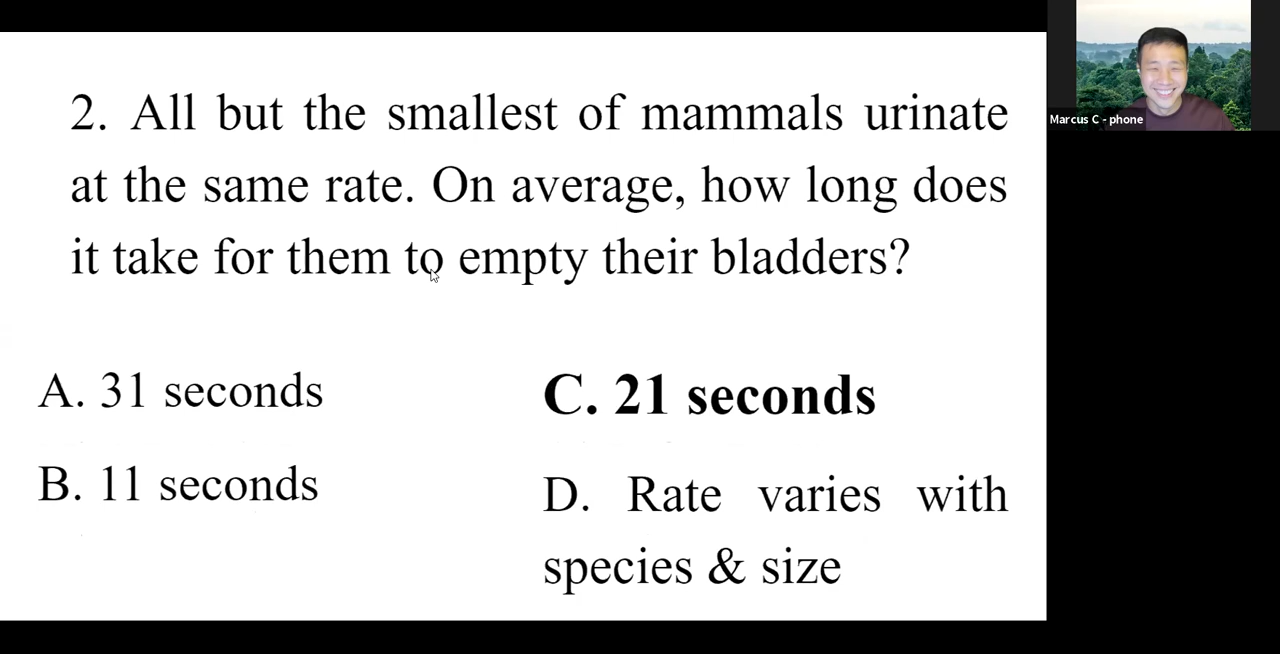 2. All but the smallest of mammals urinate
at the same rate. On average, how long does
it take for them to empty their bladders?
A. 31 seconds
B. 11 seconds
C. 21 seconds
D. Rate varies with
species & size
Marcus C - phone